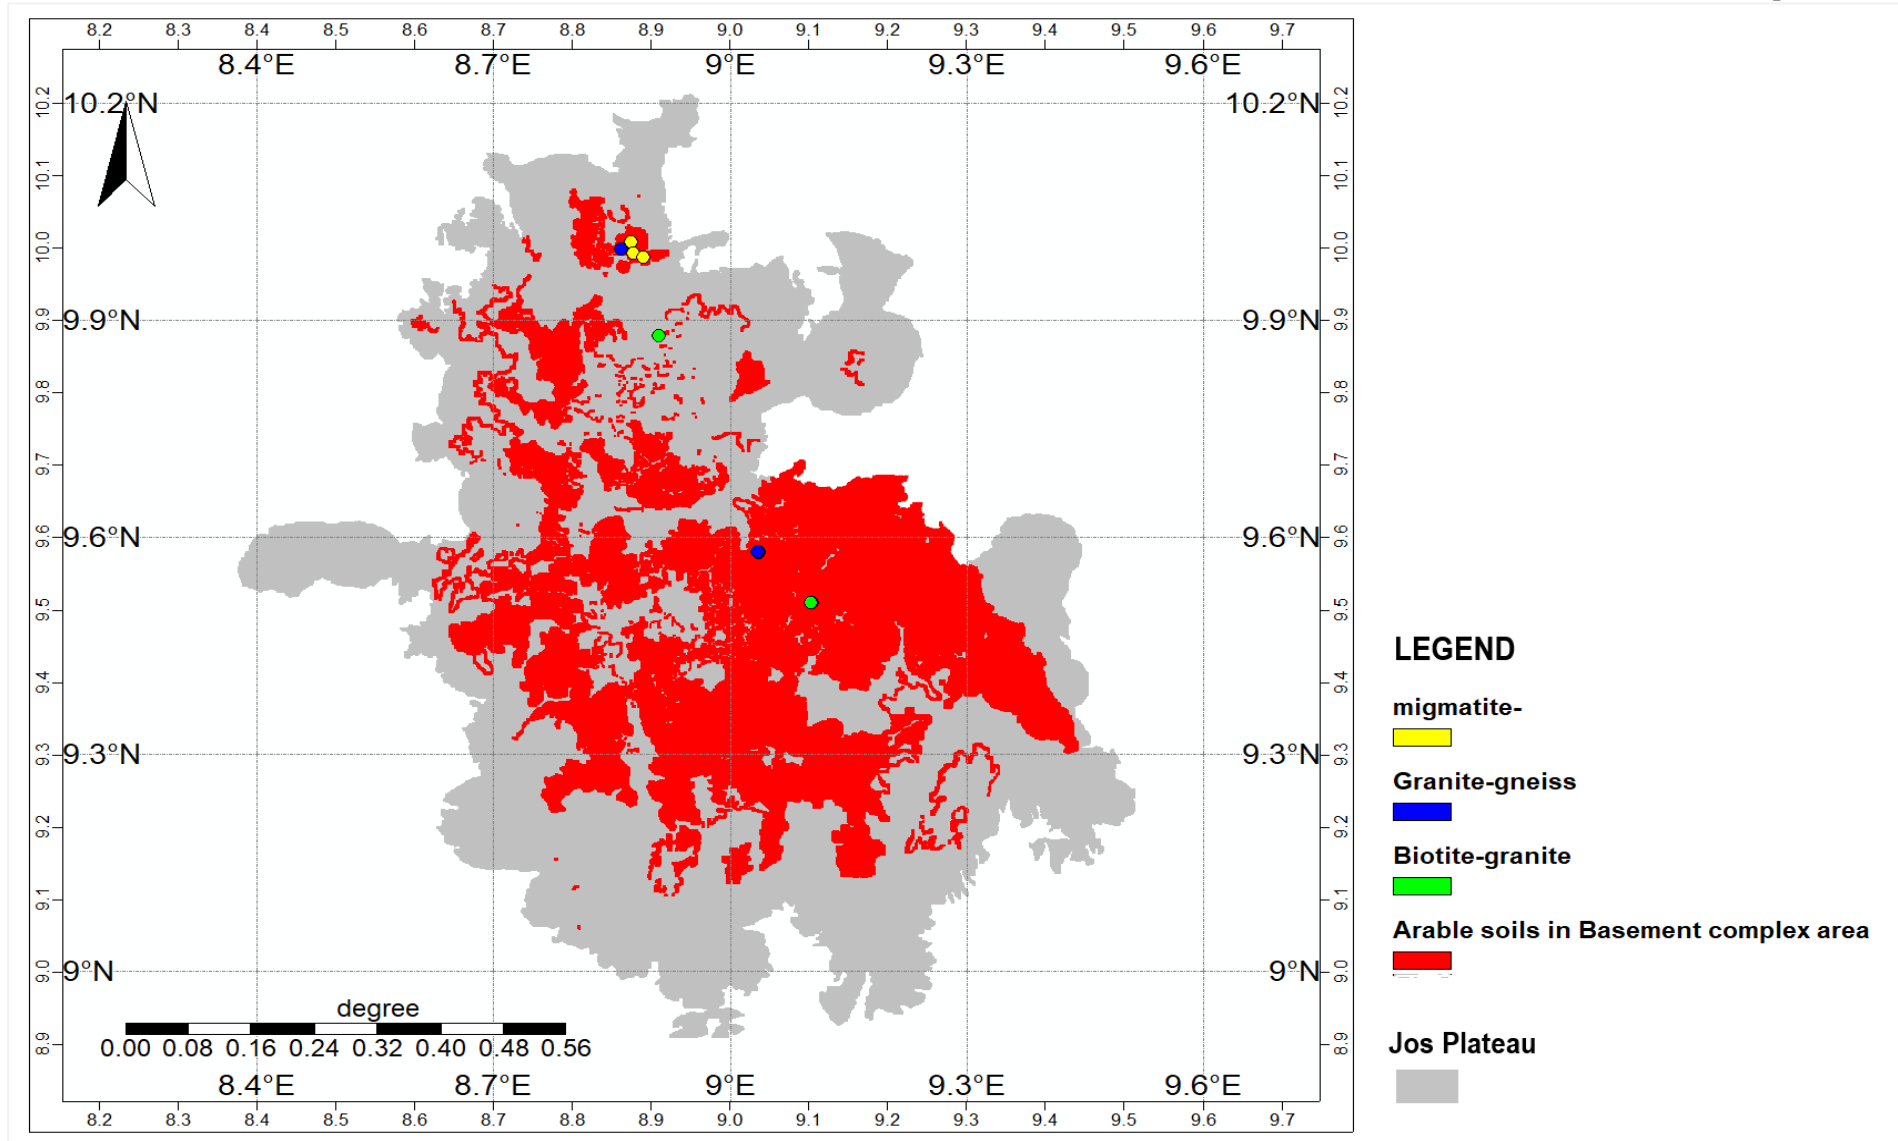 8.2 8.3 8.4 8.5 8.6 8.7 8.8 8.9 9.0 9.1 9.2 9.3 9.4 9.5 9.6 9.7
8.4°E 8.7°E 9°E 9.3°E 9.6°E
10.2 10.2°N 10.2°N 10.2
10.1 10.1
10.0 10.0
9.9 9.9°N 9.9°N 9.9
9.8 9.8
9.7 9.7
9.6 9.6°N 9.6°N 9.6
9.5 9.5
9.4 9.4
9.3 9.3°N 9.3°N 9.3
9.2 9.2
9.1 9.1
9.0 9°N 9°N 9.0
8.9 8.9
degree
0.00 0.08 0.16 0.24 0.32 0.40 0.48 0.56
8.4°E 8.7°E 9°E 9.3°E 9.6°E
8.2 8.3 8.4 8.5 8.6 8.7 8.8 8.9 9.0 9.1 9.2 9.3 9.4 9.5 9.6 9.7
LEGEND
migmatite-
Granite-gneiss
Biotite-granite
Arable soils in Basement complex area
Jos Plateau